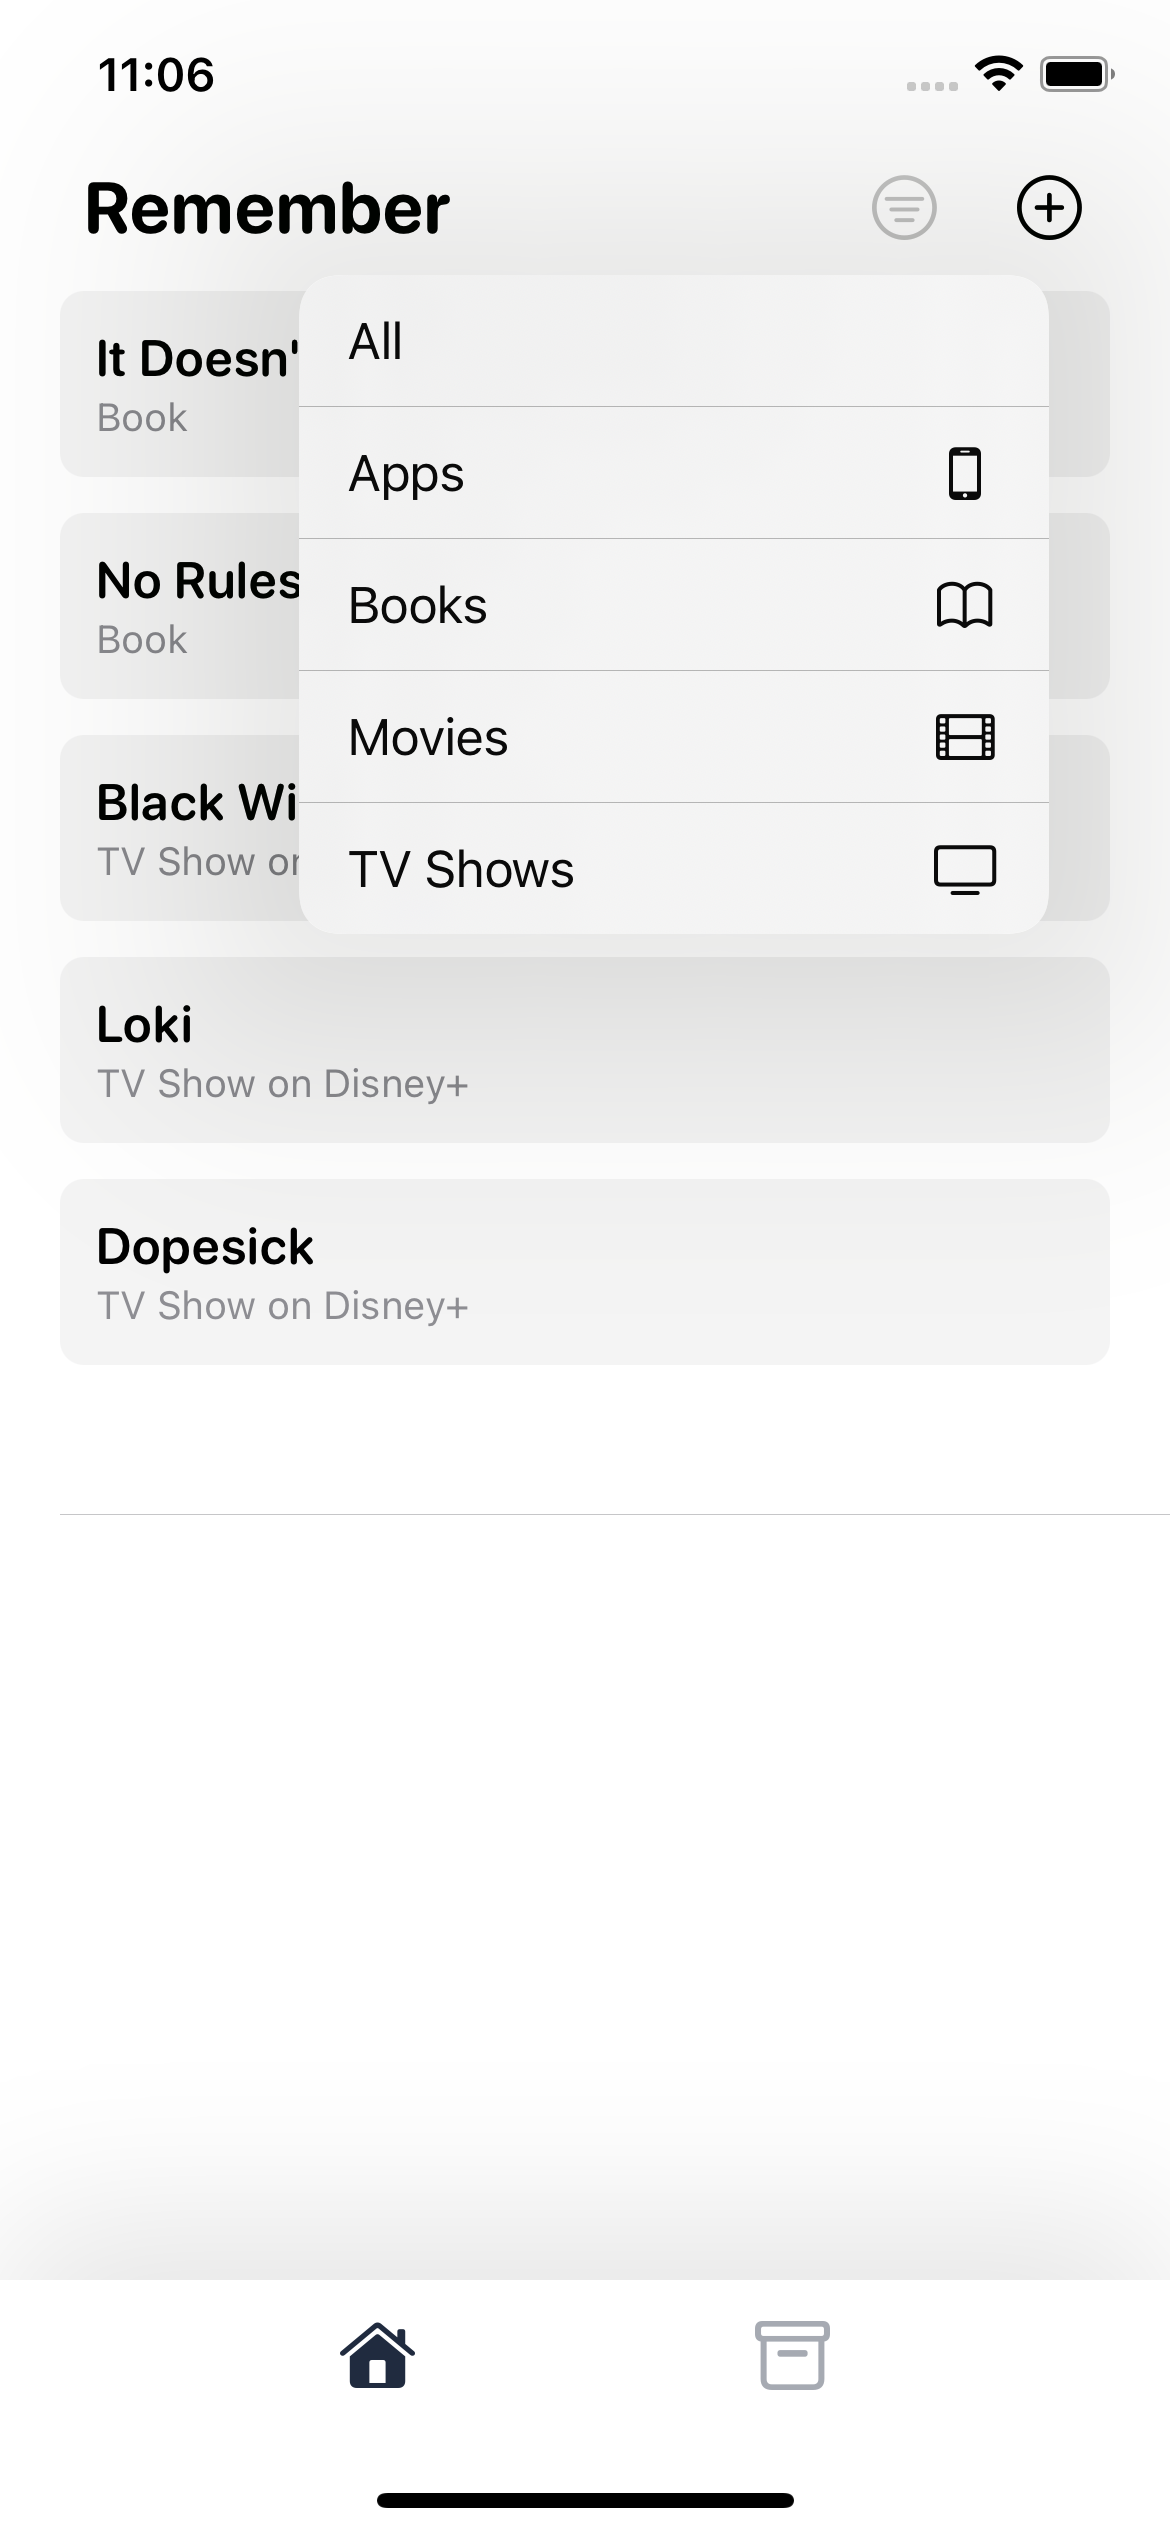 11:06
Remember
All
Apps
Books
Movies
TV Shows
It Doesn'
Book
No Rules
Book
Black Wi
TV Show on
Loki
TV Show on Disney+
Dopesick
TV Show on Disney+